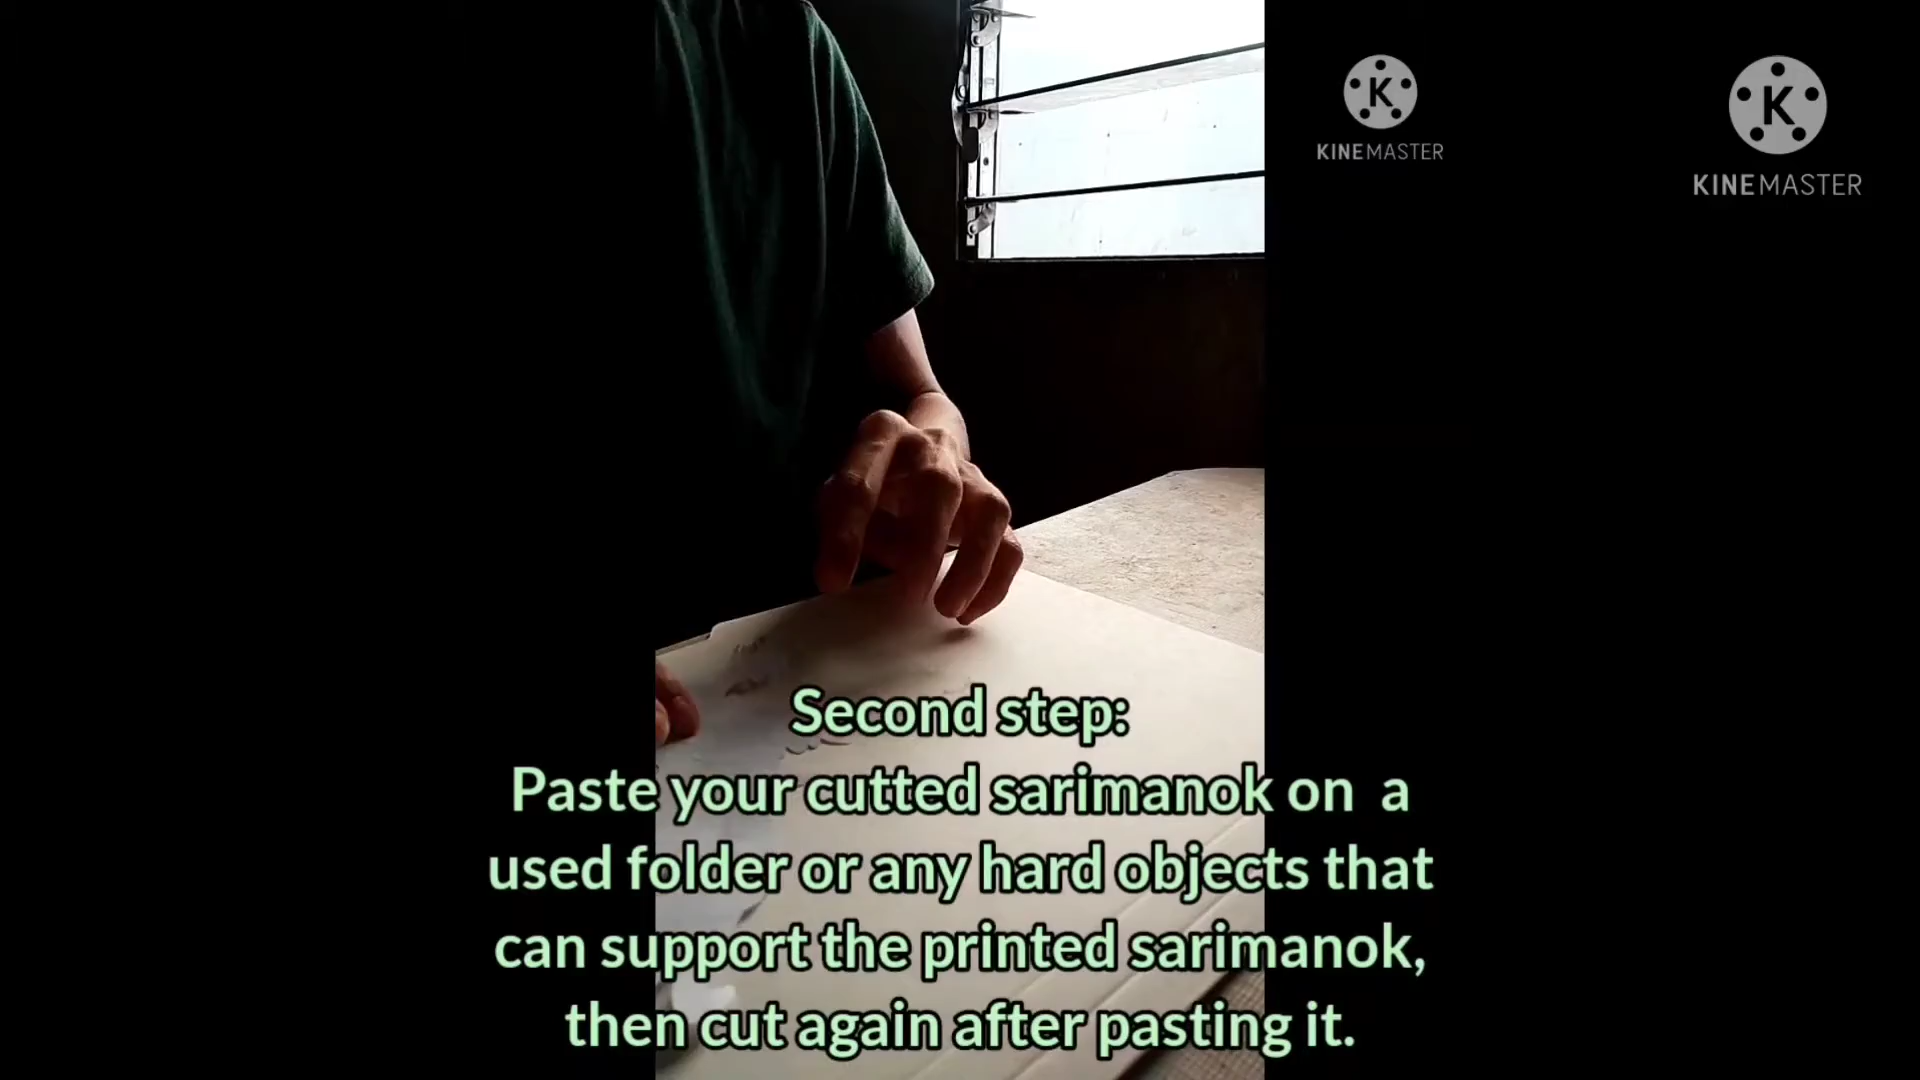 K
KINEMASTER
K
KINEMASTER
Second step:
Paste your cutted sarimanok on a
used folder or any hard objects that
can support the printed sarimanok,
then cut again after pasting it.